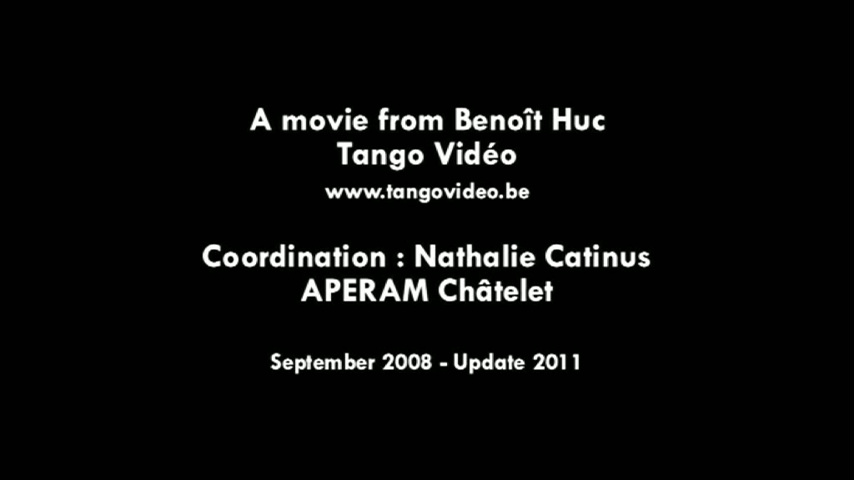 A movie from Benoît Huc
Tango Vidéo
www.tangovideo.be
Coordination : Nathalie Catinus
APERAM Châtelet
September 2008 - Update 2011